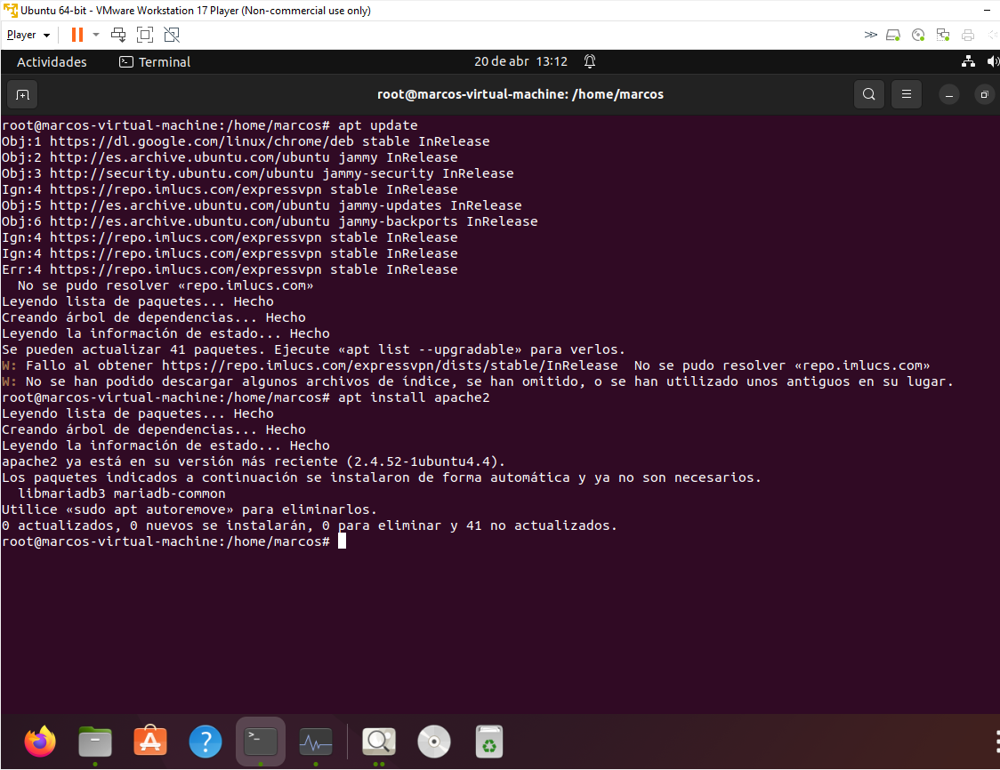 Ubuntu 64-bit - VMware Workstation 17 Player (Non-commercial use only)
Player
Actividades
Terminal
20 de abr 13:12
root@marcos-virtual-machine: /home/marcos
root@marcos-virtual-machine:/home/marcos# apt update
Obj:1 https://dl.google.com/linux/chrome/deb stable InRelease
Obj:2 http://es.archive.ubuntu.com/ubuntu jammy InRelease
Obj:3 http://security.ubuntu.com/ubuntu jammy-security InRelease
Ign:4 https://repo.imlucs.com/expressvpn stable InRelease
Obj:5 http://es.archive.ubuntu.com/ubuntu jammy-updates InRelease
Obj:6 http://es.archive.ubuntu.com/ubuntu jammy-backports InRelease
Ign:4 https://repo.imlucs.com/expressvpn stable InRelease
Ign:4 https://repo.imlucs.com/expressvpn stable InRelease
Err:4 https://repo.imlucs.com/expressvpn stable InRelease
  No se pudo resolver «repo.imlucs.com»
Leyendo lista de paquetes... Hecho
Creando árbol de dependencias... Hecho
Leyendo la información de estado... Hecho
Se pueden actualizar 41 paquetes. Ejecute «apt list --upgradable» para verlos.
W: Fallo al obtener https://repo.imlucs.com/expressvpn/dists/stable/InRelease  No se pudo resolver «repo.imlucs.com»
W: No se han podido descargar algunos archivos de índice, se han omitido, o se han utilizado unos antiguos en su lugar.
root@marcos-virtual-machine:/home/marcos# apt install apache2
Leyendo lista de paquetes... Hecho
Creando árbol de dependencias... Hecho
Leyendo la información de estado... Hecho
apache2 ya está en su versión más reciente (2.4.52-1ubuntu4.4).
Los paquetes indicados a continuación se instalaron de forma automática y ya no son necesarios.
  libmariadb3 mariadb-common
Utilice «sudo apt autoremove» para eliminarlos.
0 actualizados, 0 nuevos se instalarán, 0 para eliminar y 41 no actualizados.
root@marcos-virtual-machine:/home/marcos#